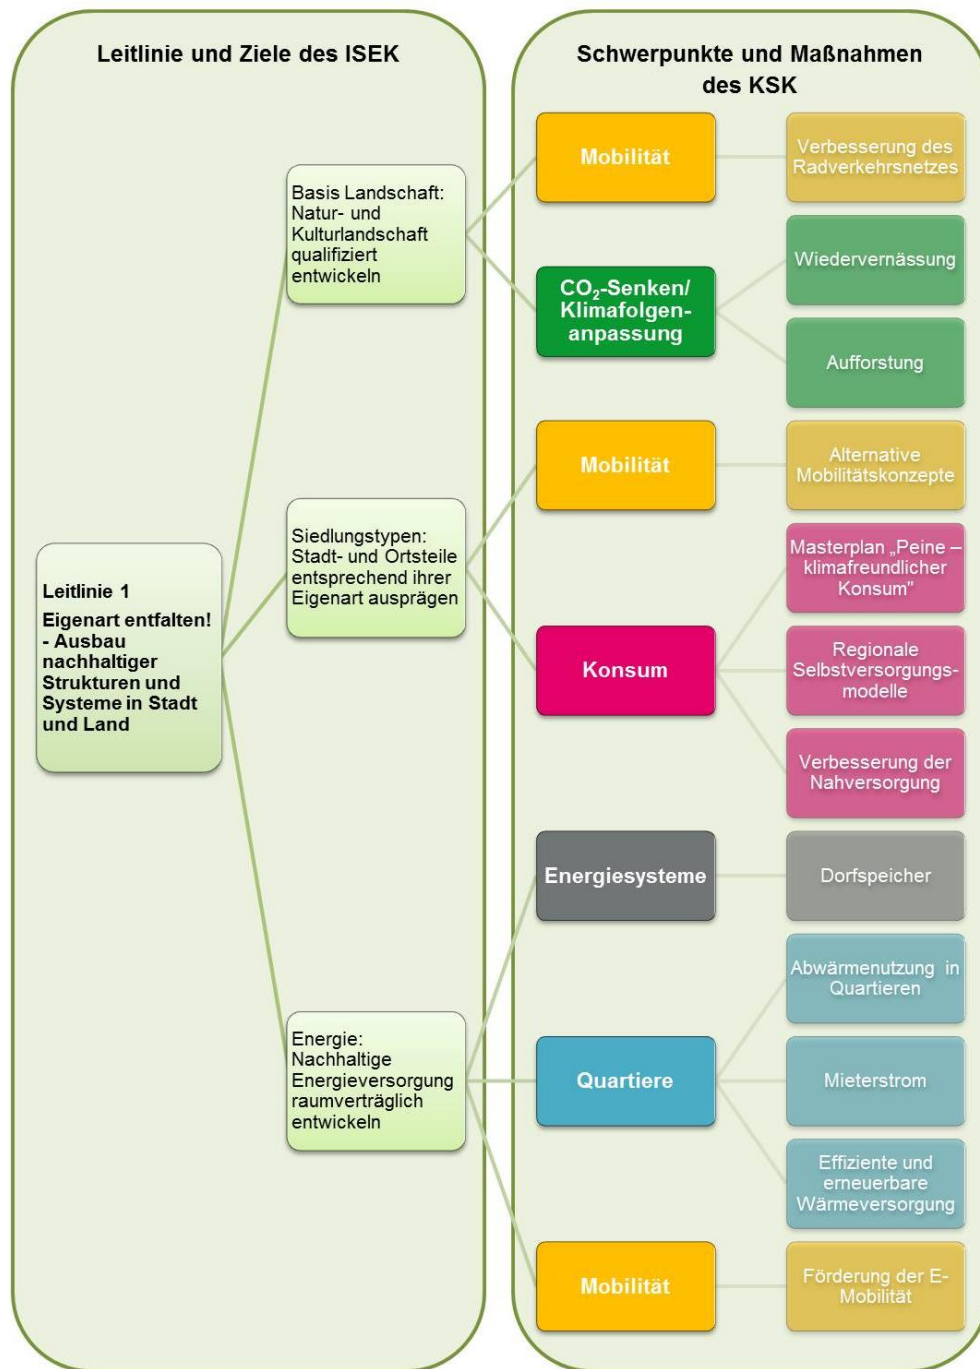 Leitlinie und Ziele des ISEK
Schwerpunkte und Maßnahmen
des KSK
Leitlinie 1
Eigenart entfalten!
- Ausbau
nachhaltiger
Strukturen und
Systeme in Stadt
und Land
Basis Landschaft:
Natur- und
Kulturlandschaft
qualifiziert
entwickeln
Mobilität
Verbesserung des
Radverkehrsnetzes
CO₂-Senken/
Klimafolgen-
anpassung
Wiedervernässung
Aufforstung
Siedlungstypen:
Stadt- und Ortsteile
entsprechend ihrer
Eigenart ausprägen
Mobilität
Alternative
Mobilitätskonzepte
Konsum
Masterplan „Peine –
klimafreundlicher
Konsum"
Regionale
Selbstversorgungs-
modelle
Verbesserung der
Nahversorgung
Energie:
Nachhaltige
Energieversorgung
raumverträglich
entwickeln
Energiesysteme
Dorfspeicher
Quartiere
Abwärmenutzung in
Quartieren
Mieterstrom
Effiziente und
erneuerbare
Wärmeversorgung
Mobilität
Förderung der E-
Mobilität